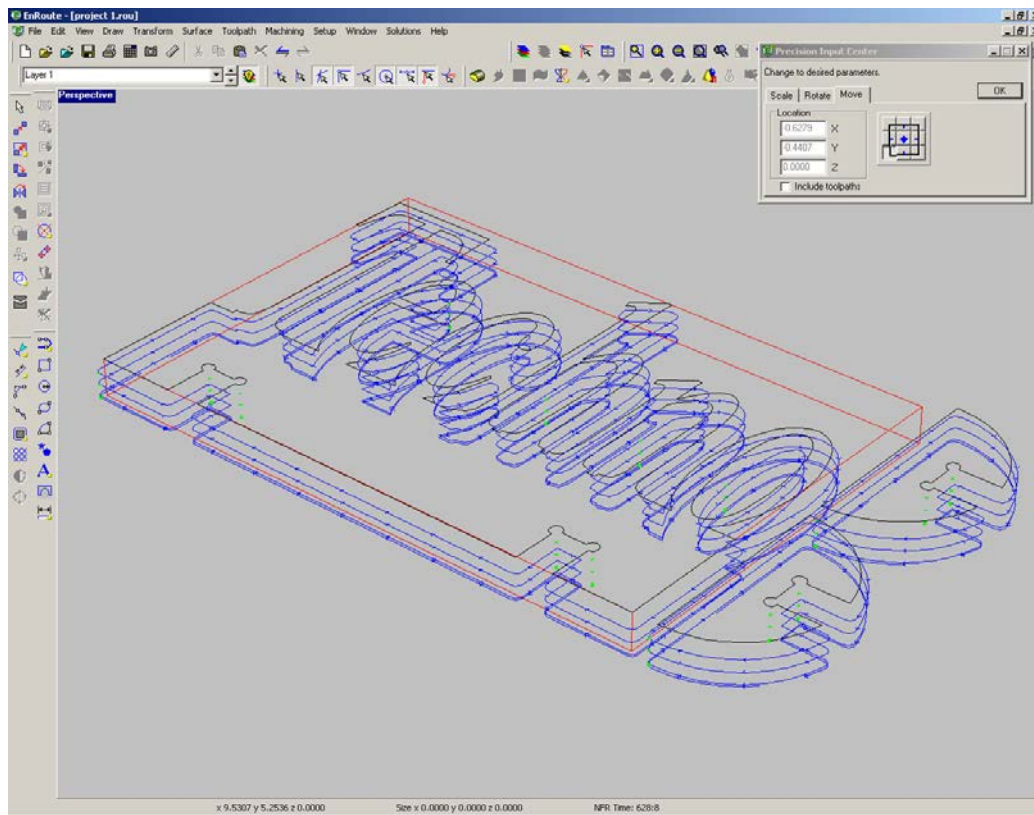 EnRoute - [project 1.rou]
File Edit View Draw Transform Surface Toolpath Machining Setup Window Solutions Help
Precision Input Center
Layer 1
Change to desired parameters.
OK
Perspective
Scale Rotate Move
Location
-0.6279 X
-0.4407 Y
0.0000 Z
Include toolpaths
x 9.5307 y 5.2536 z 0.0000 Size x 0.0000 y 0.0000 z 0.0000 NFR Time: 628:8